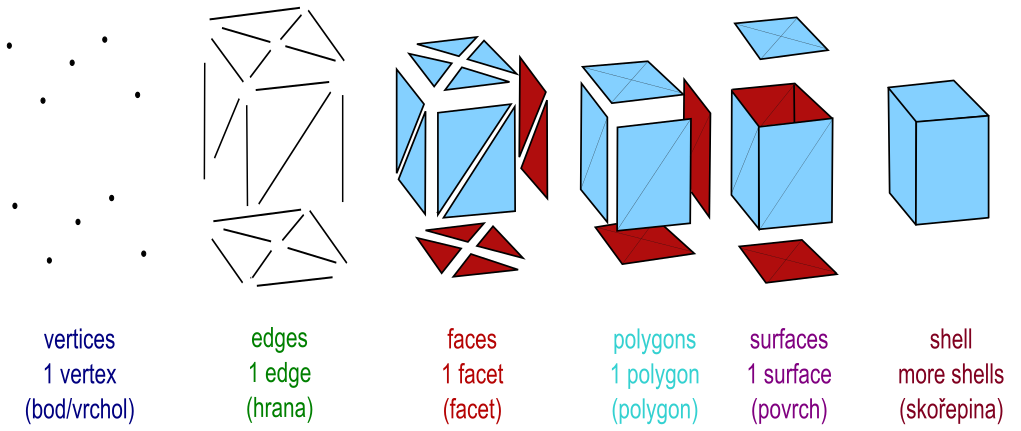 vertices
1 vertex
(bod/vrchol)
edges
1 edge
(hrana)
faces
1 facet
(facet)
polygons
1 polygon
(polygon)
surfaces
1 surface
(povrch)
shell
more shells
(skořepina)